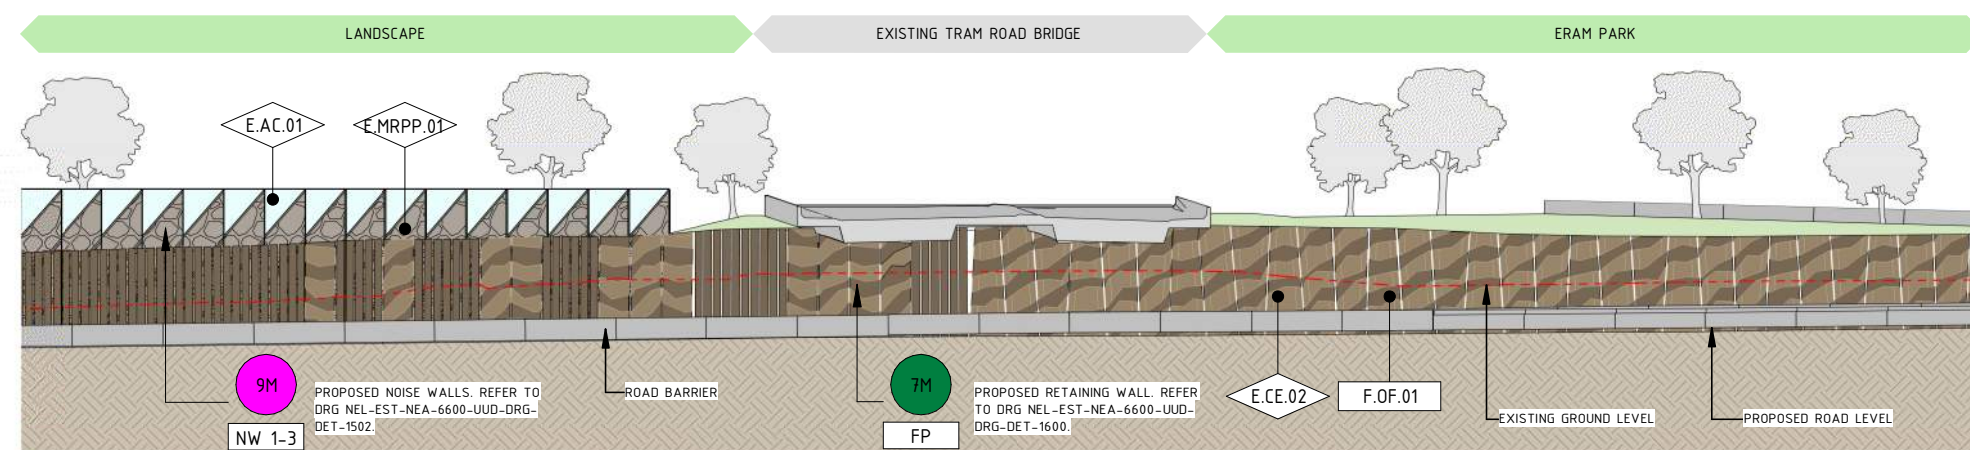 LANDSCAPE
EXISTING TRAM ROAD BRIDGE
ERAM PARK
E.AC.01
E.MRPP.01
9M
NW 1-3
PROPOSED NOISE WALLS. REFER TO
DRG NEL-EST-NEA-6600-UUD-DRG-
DET-1502.
ROAD BARRIER
7M
FP
PROPOSED RETAINING WALL. REFER
TO DRG NEL-EST-NEA-6600-UUD-
DRG-DET-1600.
E.CE.02
F.OF.01
EXISTING GROUND LEVEL
PROPOSED ROAD LEVEL